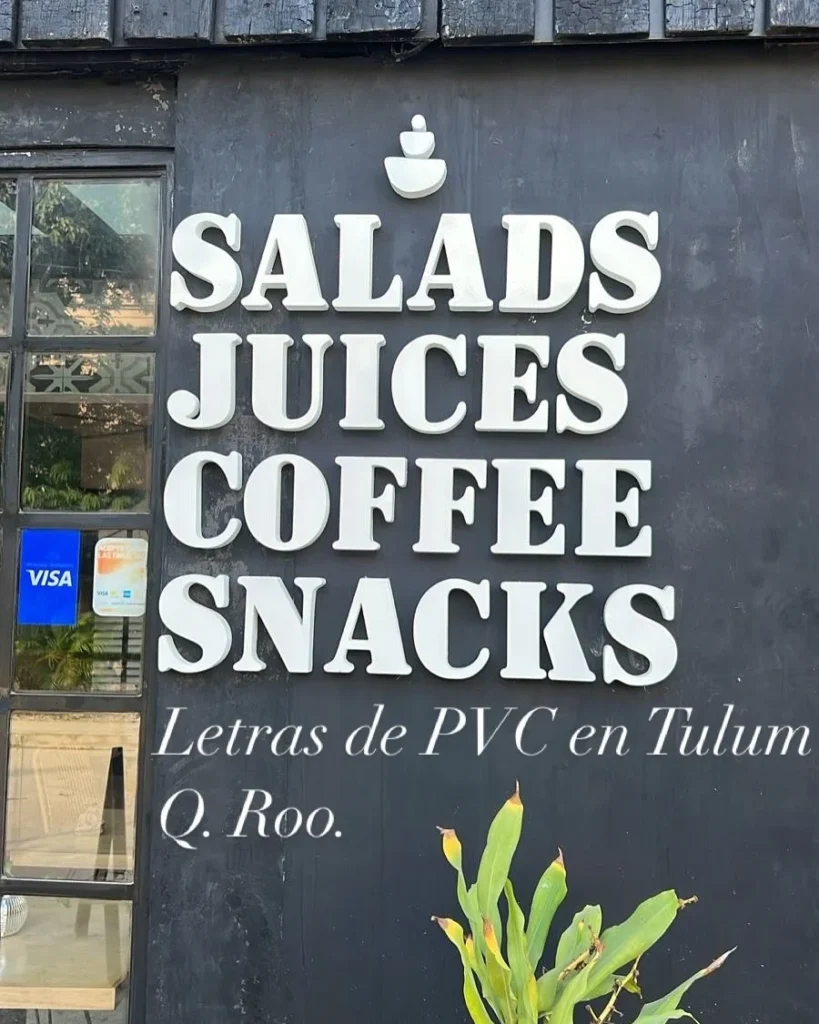 SALADS
JUICES
COFFEE
SNACKS
VISA
Letras de PVC en Tulum
Q. Roo.